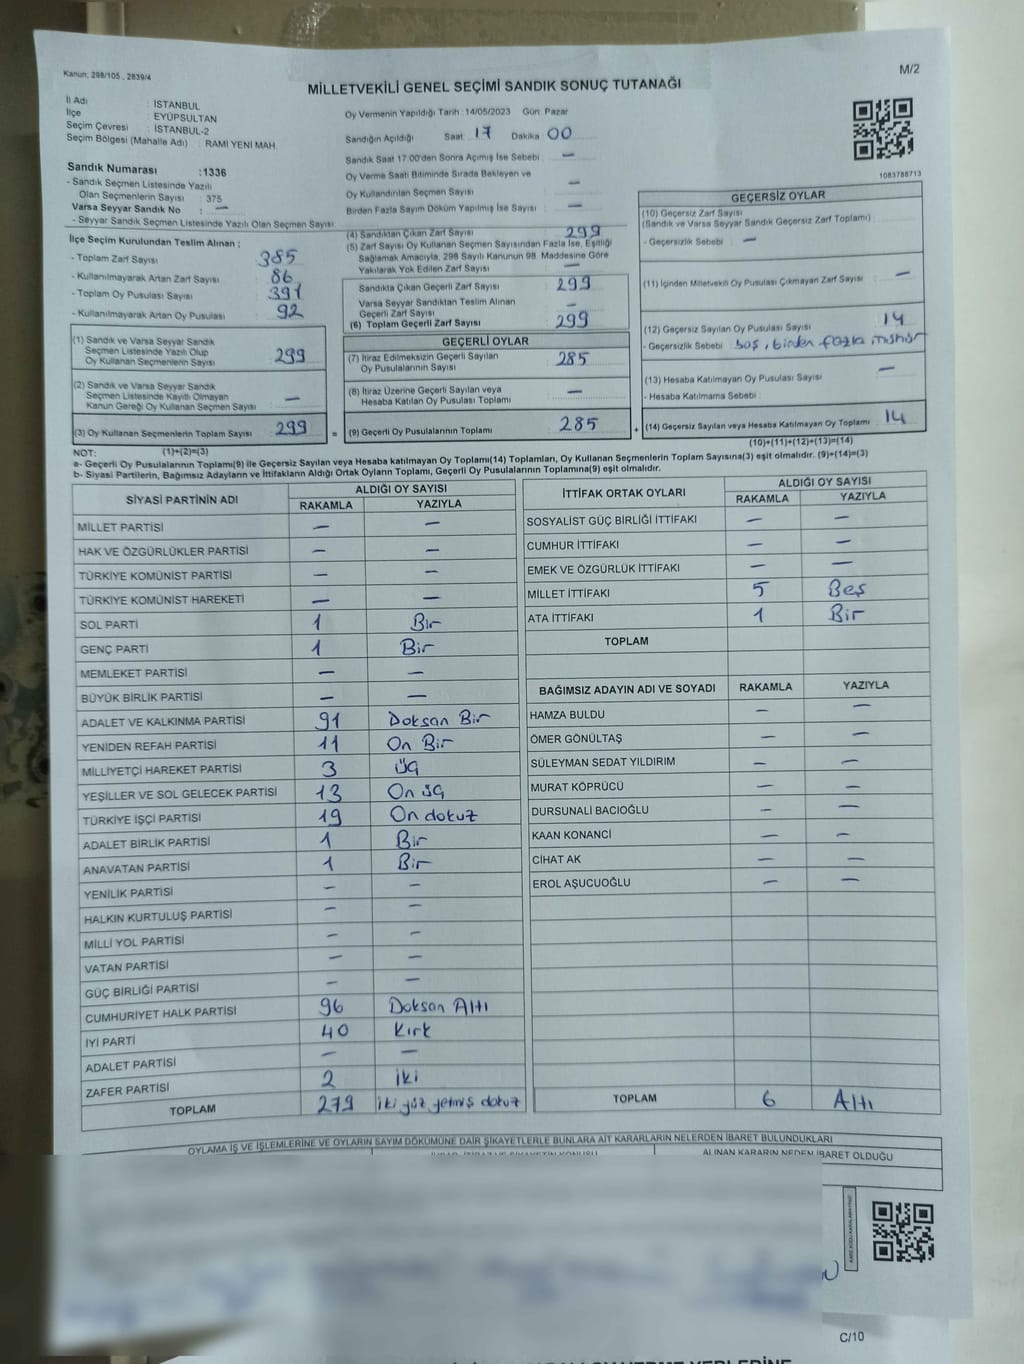 Kanun: 298/105 , 2839/4
M/2
MİLLETVEKİLİ GENEL SEÇİMİ SANDIK SONUÇ TUTANAĞI
İl Adı : İSTANBUL
İlçe : EYÜPSULTAN
Seçim Çevresi : İSTANBUL-2
Seçim Bölgesi (Mahalle Adı) : RAMİ YENİ MAH.
Oy Vermenin Yapıldığı Tarih :14/05/2023 Gün: Pazar
Sandığın Açıldığı Saat 17 Dakika 00
Sandık Saat 17:00'den Sonra Açılmış İse Sebebi : —
Oy Verme Saati Bitiminde Sırada Bekleyen ve
Oy Kullandırılan Seçmen Sayısı —
Birden Fazla Sayım Döküm Yapılmış İse Sayısı : —
1083788713
Sandık Numarası :1336
- Sandık Seçmen Listesinde Yazılı
Olan Seçmenlerin Sayısı : 375
Varsa Seyyar Sandık No : —
- Seyyar Sandık Seçmen Listesinde Yazılı Olan Seçmen Sayısı:
İlçe Seçim Kurulundan Teslim Alınan ;
- Toplam Zarf Sayısı 385
- Kullanılmayarak Artan Zarf Sayısı : 86
- Toplam Oy Pusulası Sayısı : 391
- Kullanılmayarak Artan Oy Pusulası : 92
(1) Sandık ve Varsa Seyyar Sandık
Seçmen Listesinde Yazılı Olup
Oy Kullanan Seçmenlerin Sayısı 299
(2) Sandık ve Varsa Seyyar Sandık
Seçmen Listesinde Kayıtlı Olmayan
Kanun Gereği Oy Kullanan Seçmen Sayısı —
(3) Oy Kullanan Seçmenlerin Toplam Sayısı 299
(4) Sandıktan Çıkan Zarf Sayısı 299
(5) Zarf Sayısı Oy Kullanan Seçmen Sayısından Fazla İse, Eşitliği
Sağlamak Amacıyla, 298 Sayılı Kanunun 98. Maddesine Göre
Yakılarak Yok Edilen Zarf Sayısı —
Sandıkta Çıkan Geçerli Zarf Sayısı 299
Varsa Seyyar Sandıktan Teslim Alınan
Geçerli Zarf Sayısı —
(6) Toplam Geçerli Zarf Sayısı 299
GEÇERLİ OYLAR
(7) İtiraz Edilmeksizin Geçerli Sayılan
Oy Pusulalarının Sayısı 285
(8) İtiraz Üzerine Geçerli Sayılan veya
Hesaba Katılan Oy Pusulası Toplamı —
= (9) Geçerli Oy Pusulalarının Toplamı 285
GEÇERSİZ OYLAR
(10) Geçersiz Zarf Sayısı
(Sandık ve Varsa Seyyar Sandık Geçersiz Zarf Toplamı)
- Geçersizlik Sebebi : —
(11) İçinden Milletvekili Oy Pusulası Çıkmayan Zarf Sayısı —
(12) Geçersiz Sayılan Oy Pusulası Sayısı 14
- Geçersizlik Sebebi : boş, birden fazla mühür
(13) Hesaba Katılmayan Oy Pusulası Sayısı —
- Hesaba Katılmama Sebebi :
+ (14) Geçersiz Sayılan veya Hesaba Katılmayan Oy Toplamı 14
NOT: (1)+(2)=(3) (10)+(11)+(12)+(13)=(14)
a- Geçerli Oy Pusulalarının Toplamı(9) ile Geçersiz Sayılan veya Hesaba katılmayan Oy Toplamı(14) Toplamları, Oy Kullanan Seçmenlerin Toplam Sayısına(3) eşit olmalıdır. (9)+(14)=(3)
b- Siyasi Partilerin, Bağımsız Adayların ve İttifakların Aldığı Ortak Oyların Toplamı, Geçerli Oy Pusulalarının Toplamına(9) eşit olmalıdır.
SİYASİ PARTİNİN ADI ALDIĞI OY SAYISI
RAKAMLA YAZIYLA
MİLLET PARTİSİ — —
HAK VE ÖZGÜRLÜKLER PARTİSİ — —
TÜRKİYE KOMÜNİST PARTİSİ — —
TÜRKİYE KOMÜNİST HAREKETİ — —
SOL PARTİ 1 Bir
GENÇ PARTİ 1 Bir
MEMLEKET PARTİSİ — —
BÜYÜK BİRLİK PARTİSİ — —
ADALET VE KALKINMA PARTİSİ 91 Doksan Bir
YENİDEN REFAH PARTİSİ 11 On Bir
MİLLİYETÇİ HAREKET PARTİSİ 3 üç
YEŞİLLER VE SOL GELECEK PARTİSİ 13 On üç
TÜRKİYE İŞÇİ PARTİSİ 19 On dokuz
ADALET BİRLİK PARTİSİ 1 Bir
ANAVATAN PARTİSİ 1 Bir
YENİLİK PARTİSİ — —
HALKIN KURTULUŞ PARTİSİ — —
MİLLİ YOL PARTİSİ — —
VATAN PARTİSİ — —
GÜÇ BİRLİĞİ PARTİSİ — —
CUMHURİYET HALK PARTİSİ 96 Doksan Altı
İYİ PARTİ 40 Kırk
ADALET PARTİSİ — —
ZAFER PARTİSİ 2 iki
TOPLAM 279 iki yüz yetmiş dokuz
İTTİFAK ORTAK OYLARI ALDIĞI OY SAYISI
RAKAMLA YAZIYLA
SOSYALİST GÜÇ BİRLİĞİ İTTİFAKI — —
CUMHUR İTTİFAKI — —
EMEK VE ÖZGÜRLÜK İTTİFAKI — —
MİLLET İTTİFAKI 5 Beş
ATA İTTİFAKI 1 Bir
TOPLAM
BAĞIMSIZ ADAYIN ADI VE SOYADI RAKAMLA YAZIYLA
HAMZA BULDU — —
ÖMER GÖNÜLTAŞ — —
SÜLEYMAN SEDAT YILDIRIM — —
MURAT KÖPRÜCÜ — —
DURSUNALİ BACIOĞLU — —
KAAN KONANCİ — —
CİHAT AK — —
EROL AŞUCUOĞLU — —
TOPLAM 6 Altı
OYLAMA İŞ VE İŞLEMLERİNE VE OYLARIN SAYIM DÖKÜMÜNE DAİR ŞİKAYETLERLE BUNLARA AİT KARARLARIN NELERDEN İBARET BULUNDUKLARI
ALINAN KARARIN NEDEN İBARET OLDUĞU
C/10